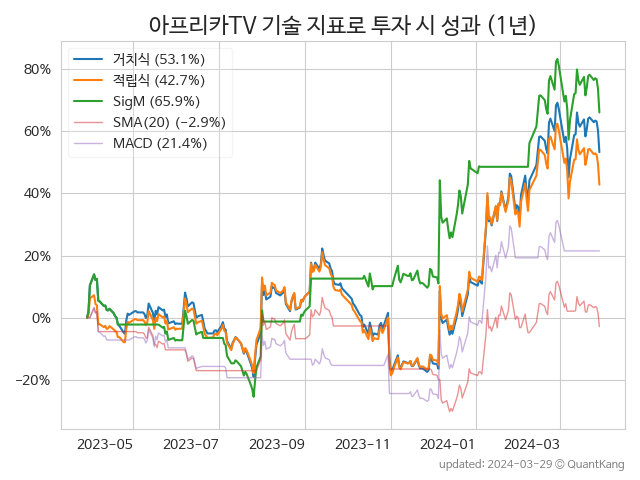 아프리카TV 기술 지표로 투자 시 성과 (1년)
거치식 (53.1%)
적립식 (42.7%)
SigM (65.9%)
SMA(20) (−2.9%)
MACD (21.4%)
80%
60%
40%
20%
0%
−20%
2023−05 2023−07 2023−09 2023−11 2024−01 2024−03
updated: 2024−03−29 © QuantKang